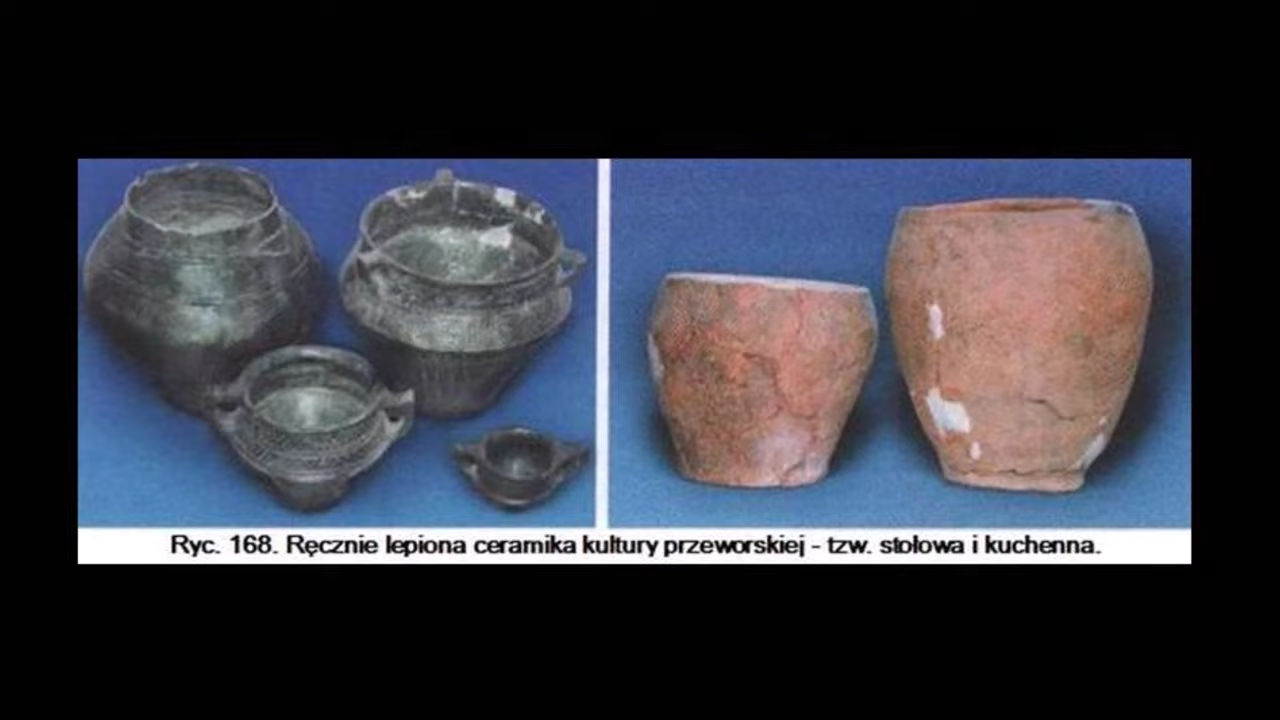 Ryc. 168. Ręcznie lepiona ceramika kultury przeworskiej - tzw. stołowa i kuchenna.